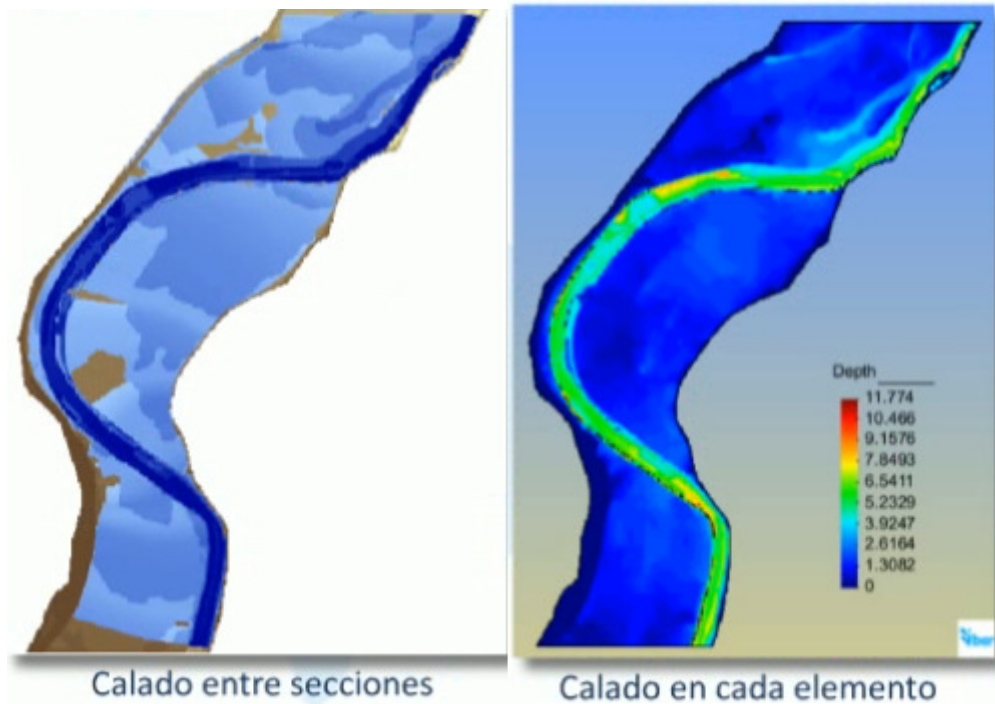 Depth
11.774
10.466
9.1576
7.8493
6.5411
5.2329
3.9247
2.6164
1.3082
0
Iber
Calado entre secciones
Calado en cada elemento